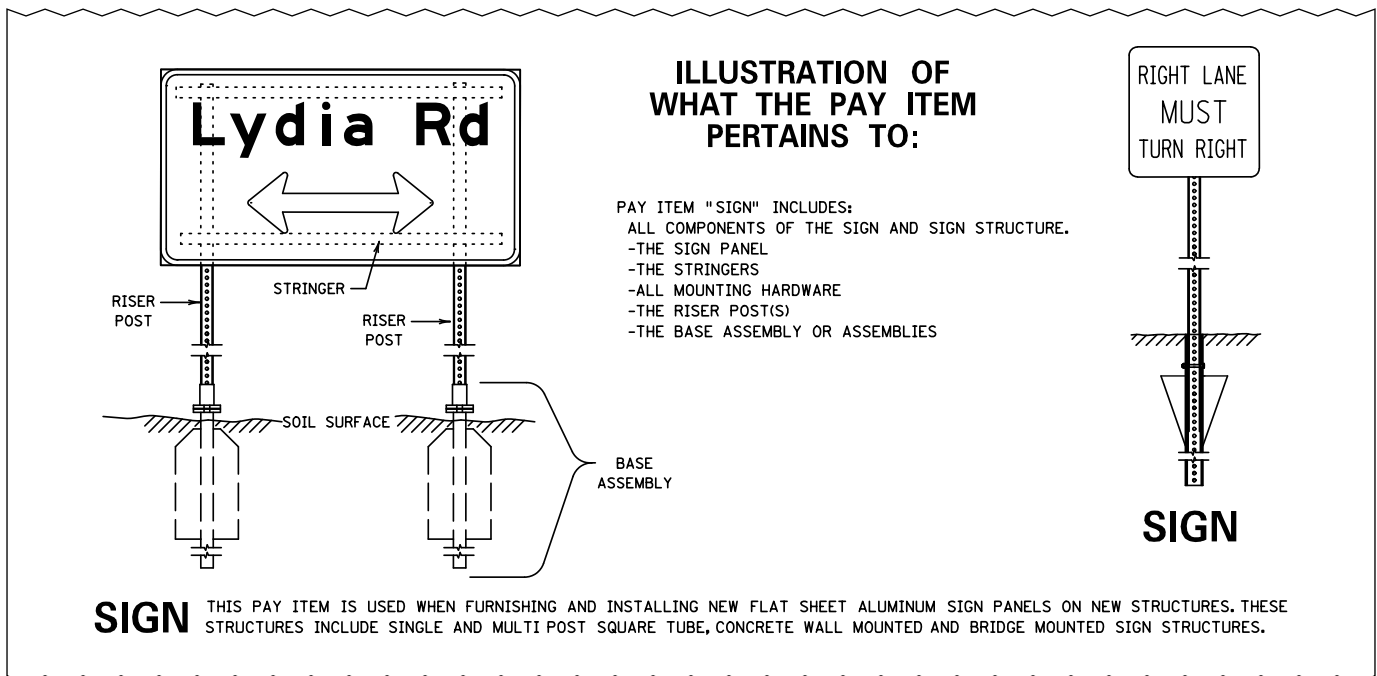 Lydia Rd
RISER
POST
STRINGER
RISER
POST
SOIL SURFACE
BASE
ASSEMBLY
ILLUSTRATION OF
WHAT THE PAY ITEM
PERTAINS TO:
PAY ITEM "SIGN" INCLUDES:
ALL COMPONENTS OF THE SIGN AND SIGN STRUCTURE.
-THE SIGN PANEL
-THE STRINGERS
-ALL MOUNTING HARDWARE
-THE RISER POST(S)
-THE BASE ASSEMBLY OR ASSEMBLIES
RIGHT LANE
MUST
TURN RIGHT
SIGN
SIGN THIS PAY ITEM IS USED WHEN FURNISHING AND INSTALLING NEW FLAT SHEET ALUMINUM SIGN PANELS ON NEW STRUCTURES. THESE
STRUCTURES INCLUDE SINGLE AND MULTI POST SQUARE TUBE, CONCRETE WALL MOUNTED AND BRIDGE MOUNTED SIGN STRUCTURES.